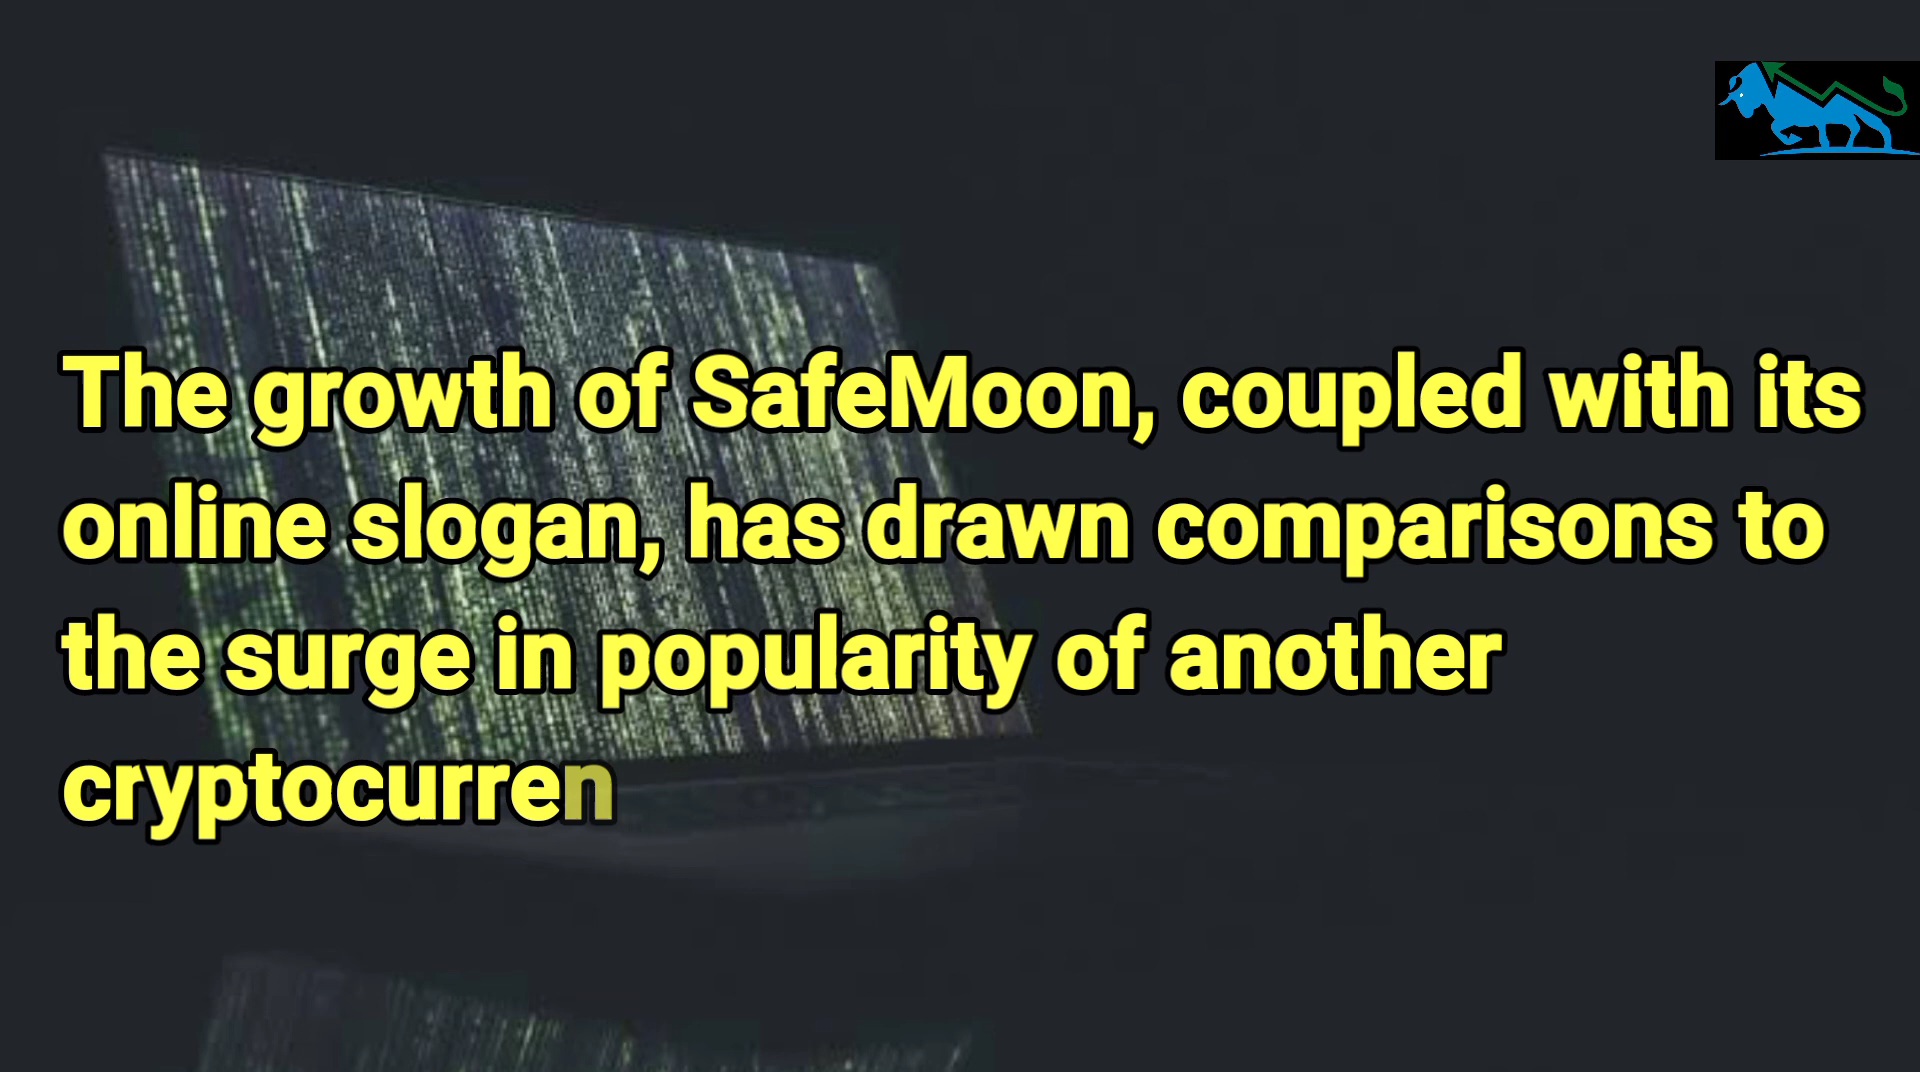 The growth of SafeMoon, coupled with its
online slogan, has drawn comparisons to
the surge in popularity of another
cryptocurren